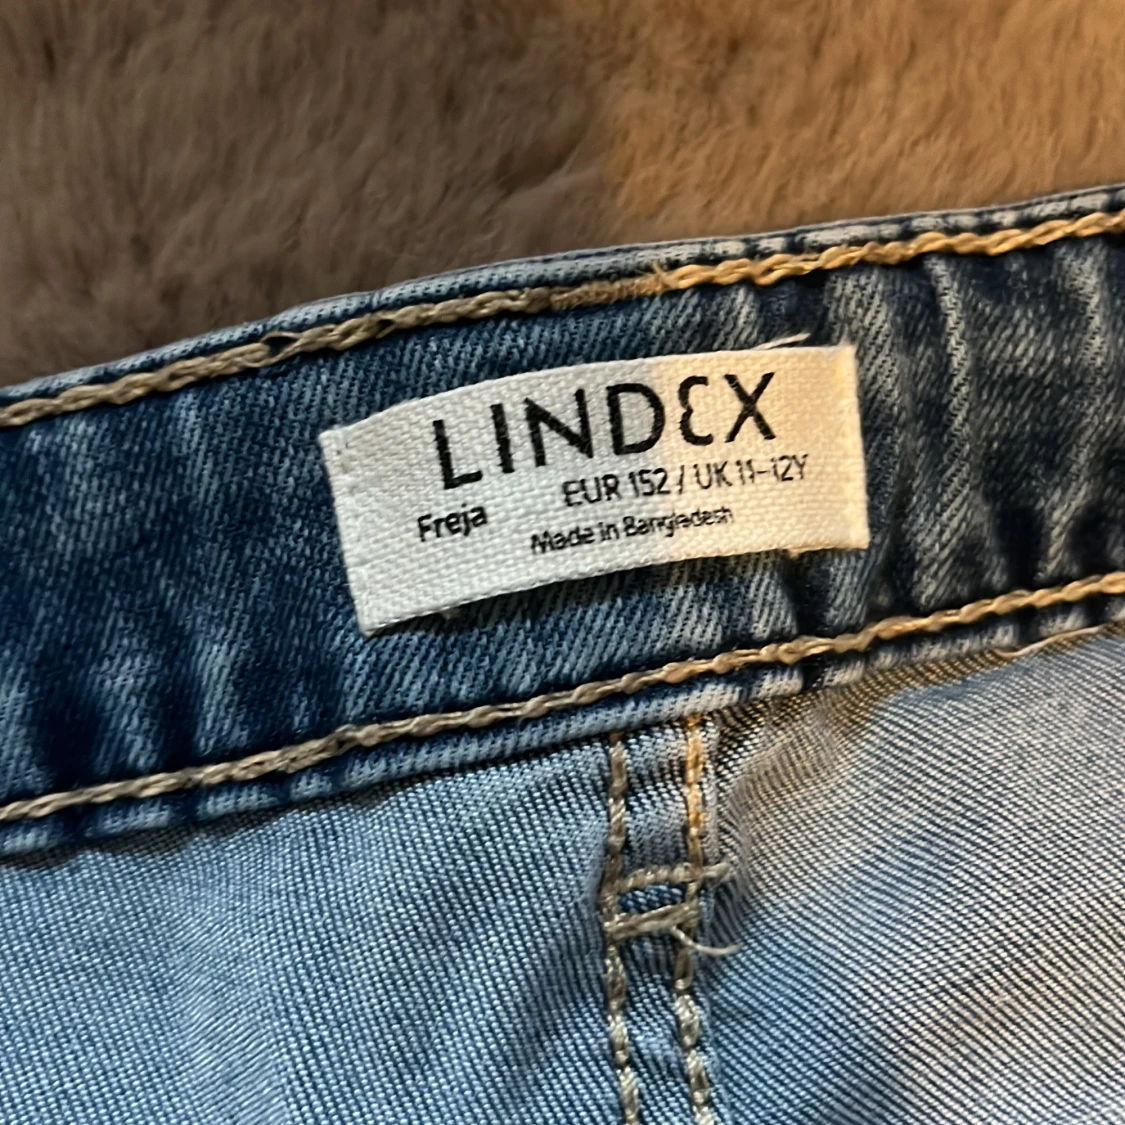 LINDEX
EUR 152 / UK 11-12Y
Freja
Made in Bangladesh